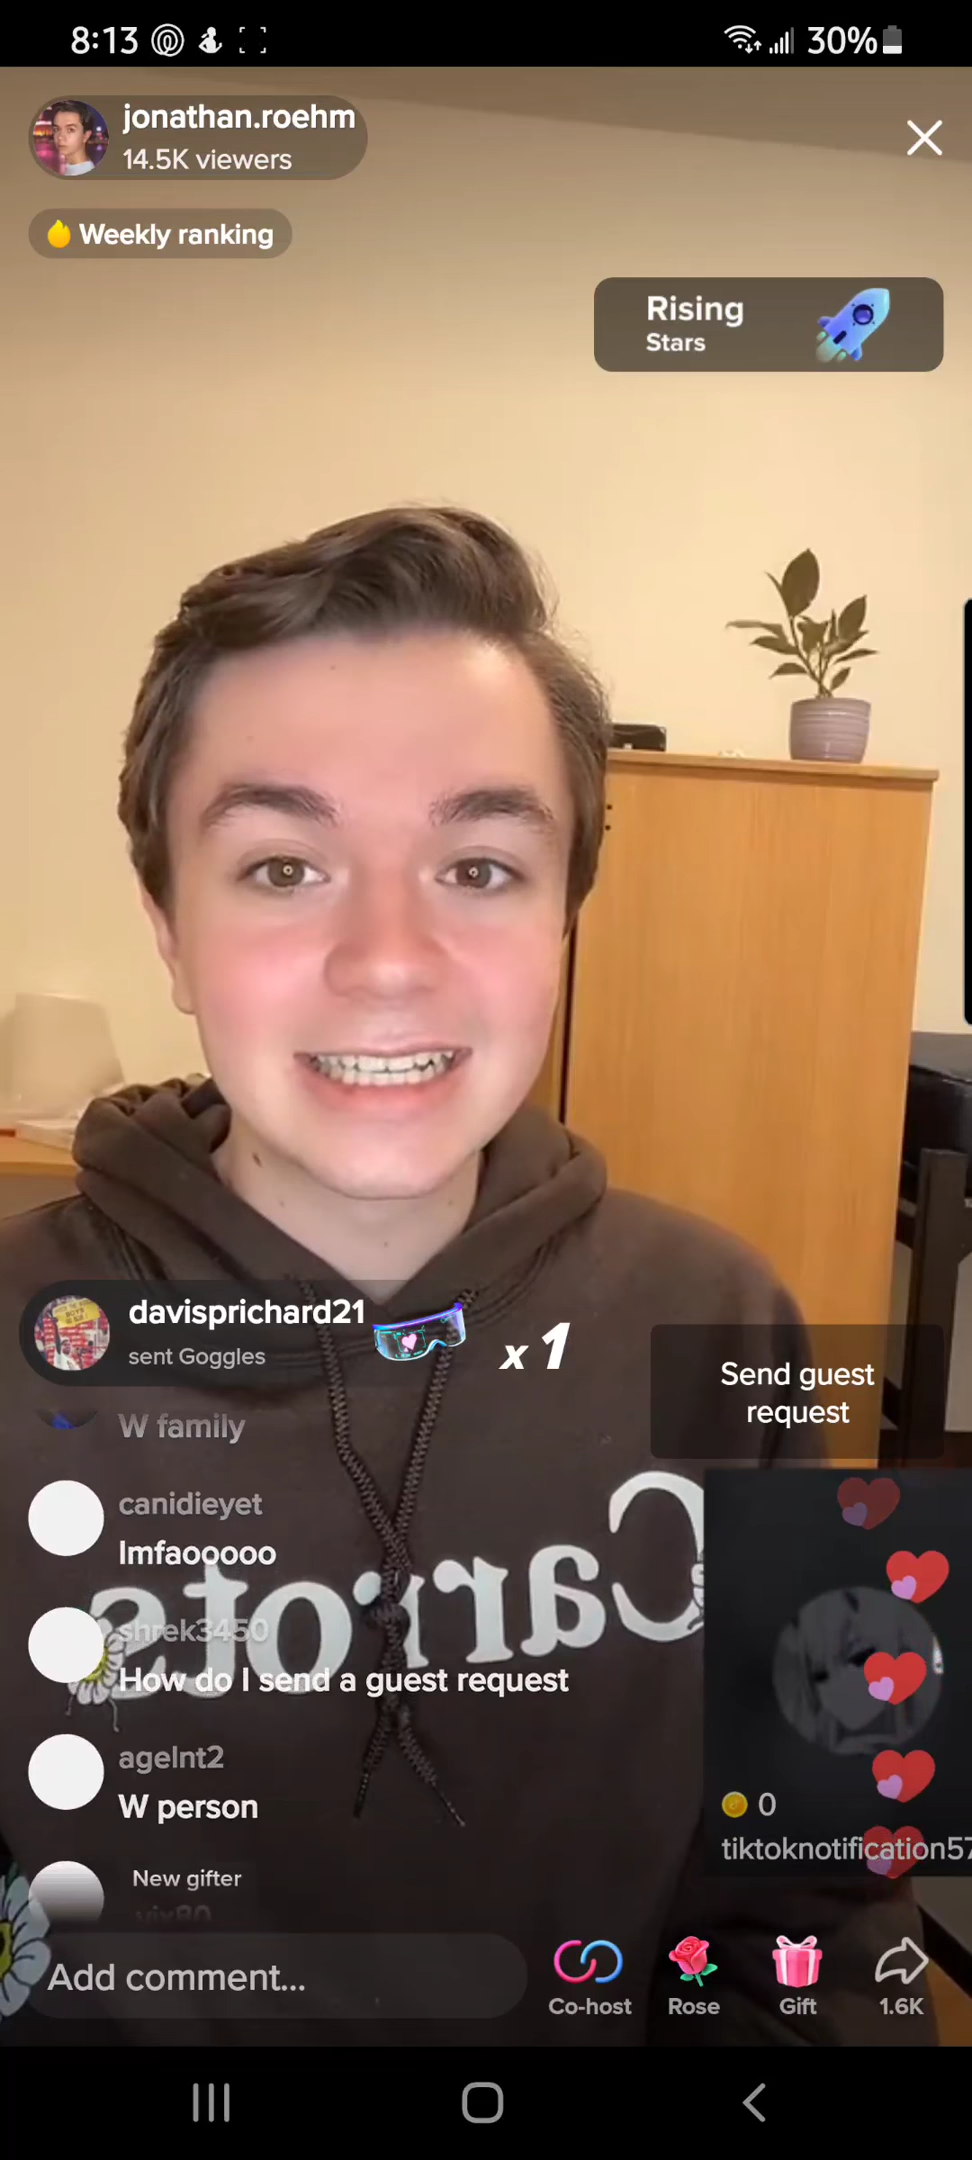 8:13
30%
jonathan.roehm
14.5K viewers
Weekly ranking
Rising
Stars
davisprichard21
sent Goggles
x 1
Send guest
request
W family
canidieyet
lmfaooooo
shrek3450
Carrots
How do I send a guest request
agelnt2
W person
0
tiktoknotification57
New gifter
Add comment...
Co-host
Rose
Gift
1.6K